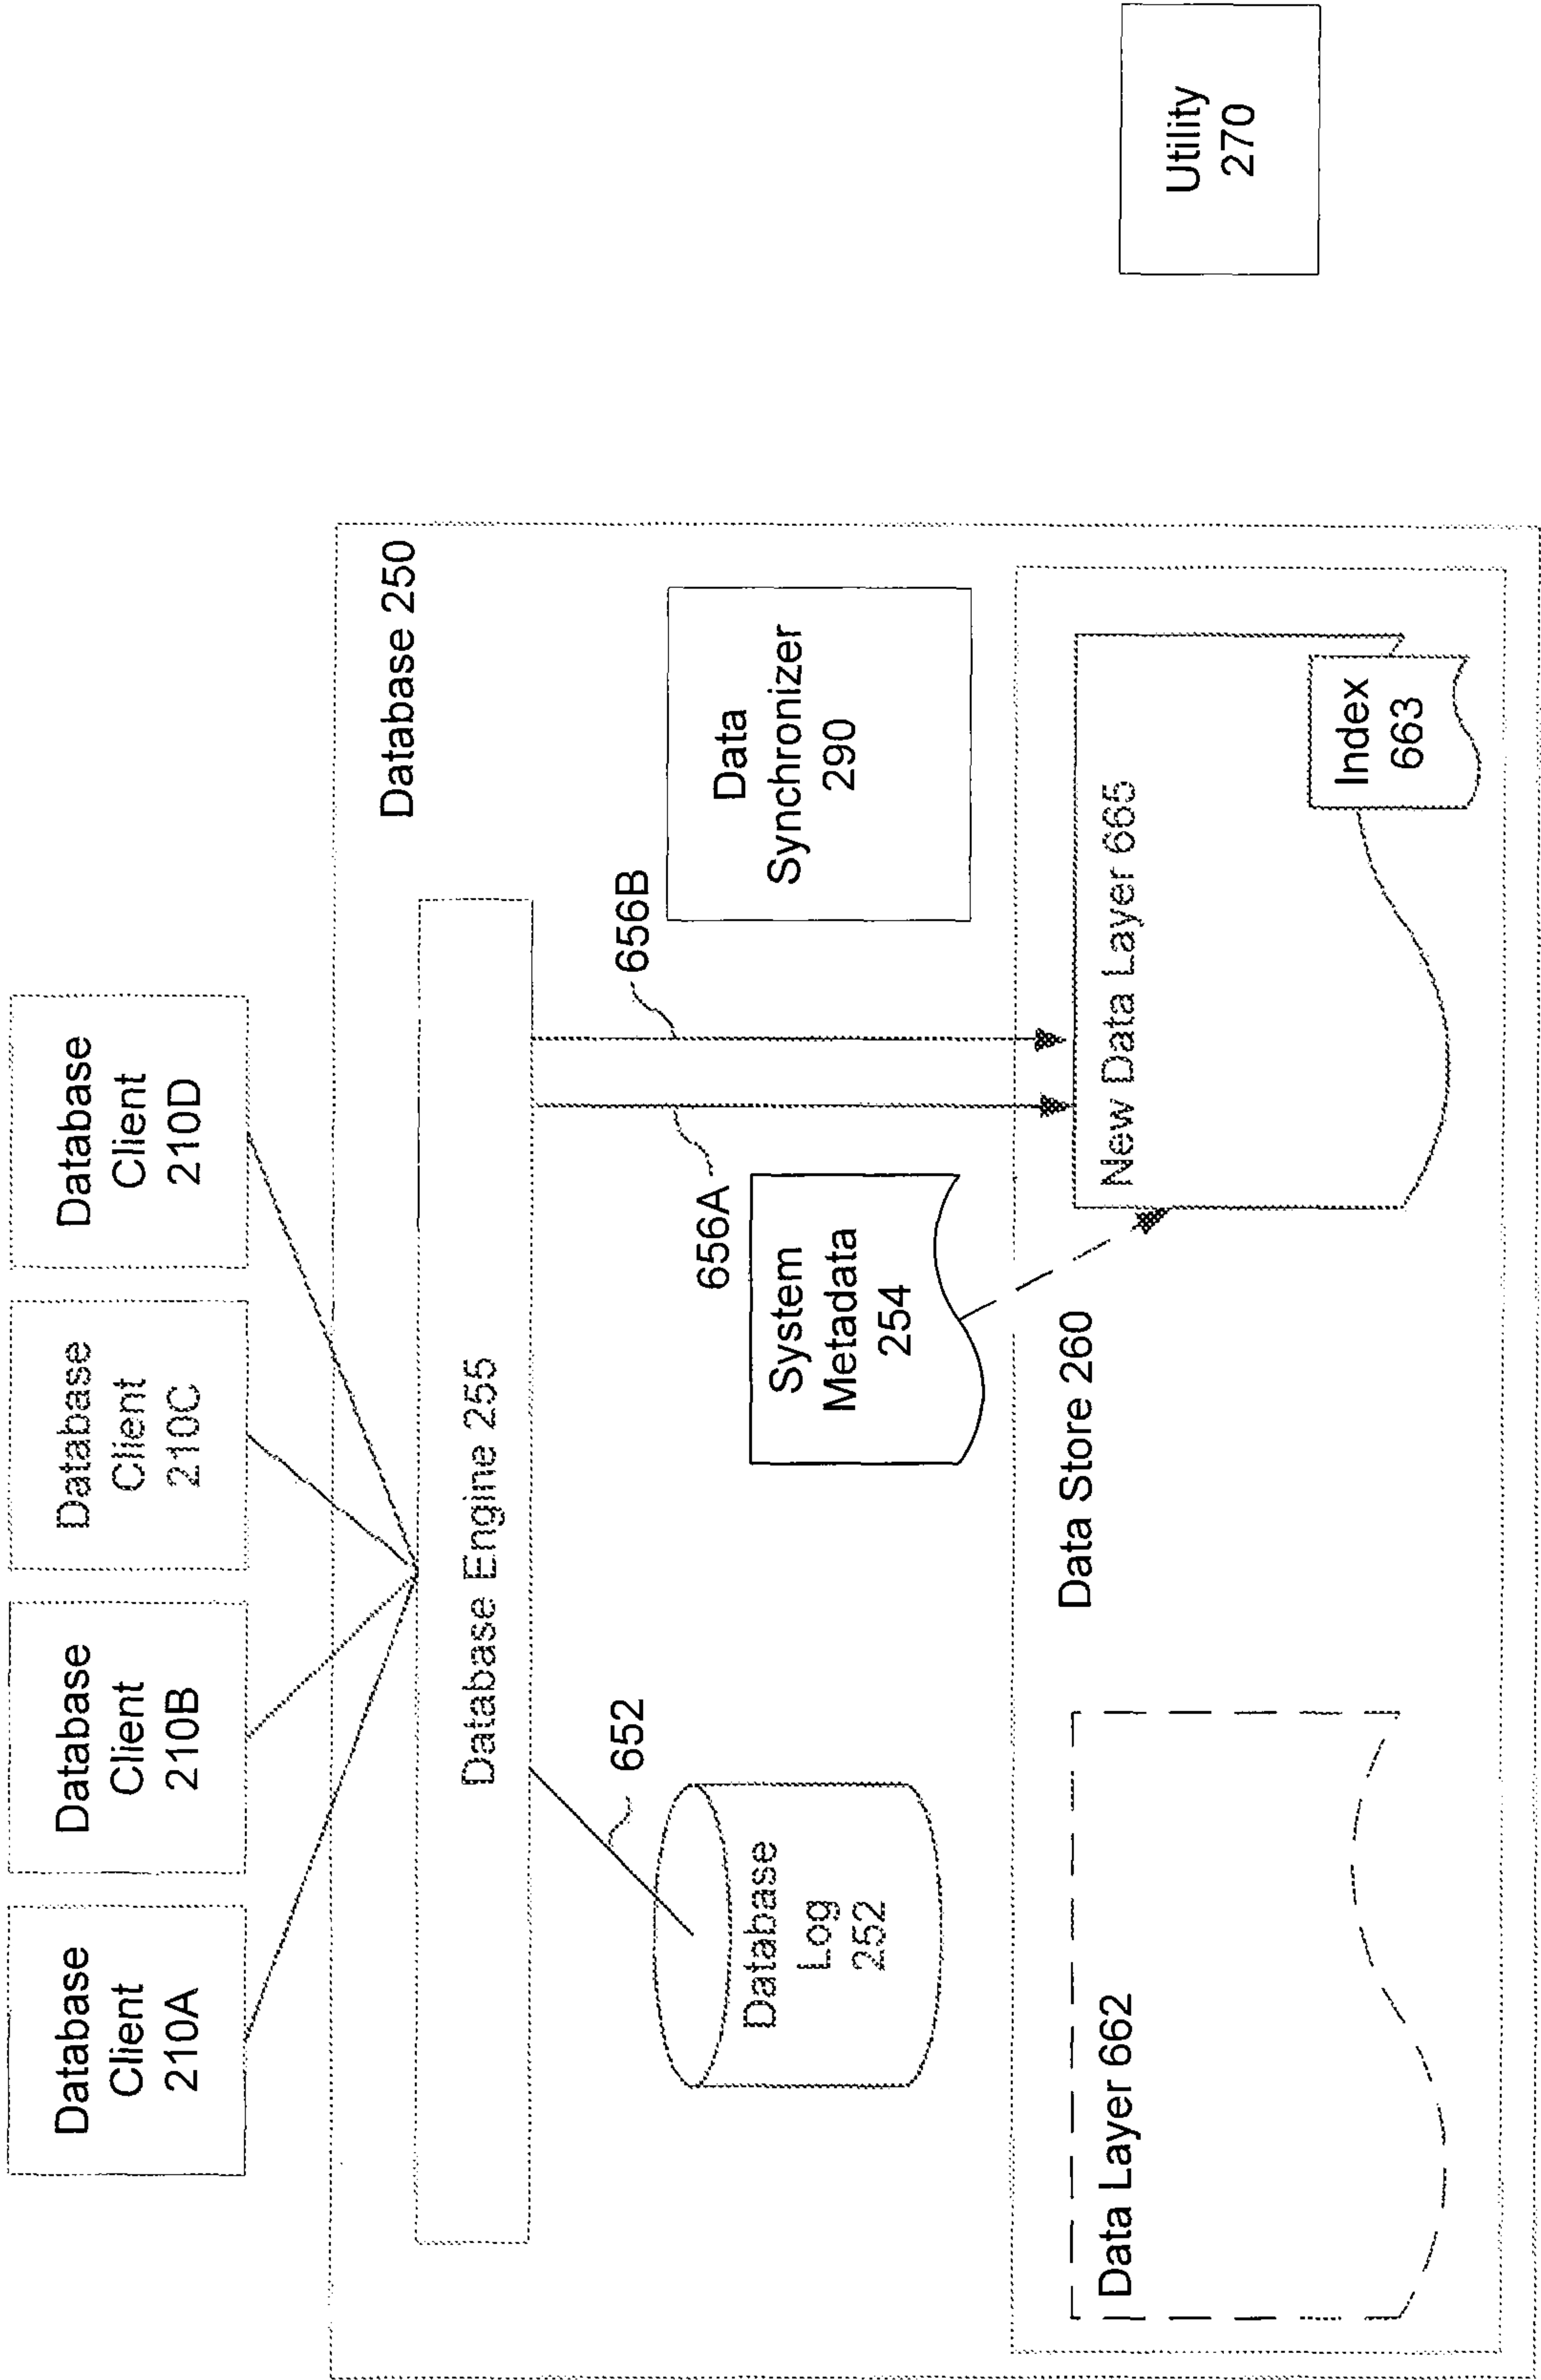 Database
Client
210A
Database
Client
210B
Database
Client
210C
Database
Client
210D
Database 250
Database Engine 255
652
656A
656B
Database
Log
252
System
Metadata
254
Data
Synchronizer
290
Data Store 260
Data Layer 662
New Data Layer 665
Index
663
Utility
270